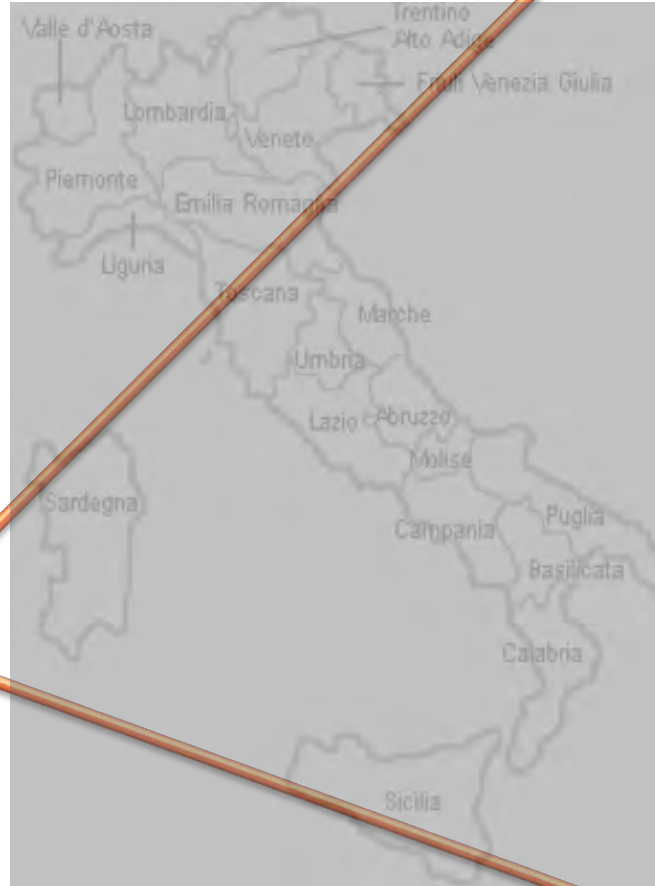 Trentino
Alto Adige
Valle d'Aosta
Friuli Venezia Giulia
Lombardia
Veneto
Piemonte
Emilia Romagna
Liguria
Toscana
Marche
Umbria
Lazio
Abruzzo
Molise
Sardegna
Campania
Puglia
Basilicata
Calabria
Sicilia